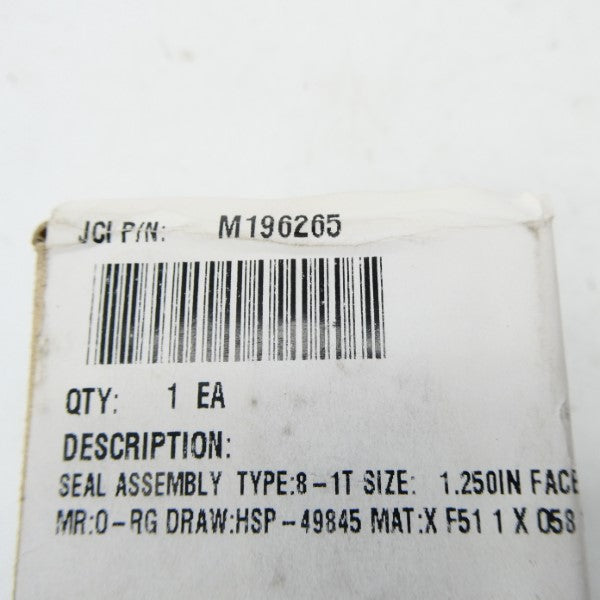 JCI P/N: M196265
QTY: 1 EA
DESCRIPTION:
SEAL ASSEMBLY TYPE:8-1T SIZE: 1.250IN FACE
MR:O-RG DRAW:HSP-49845 MAT:X F51 1 X 058